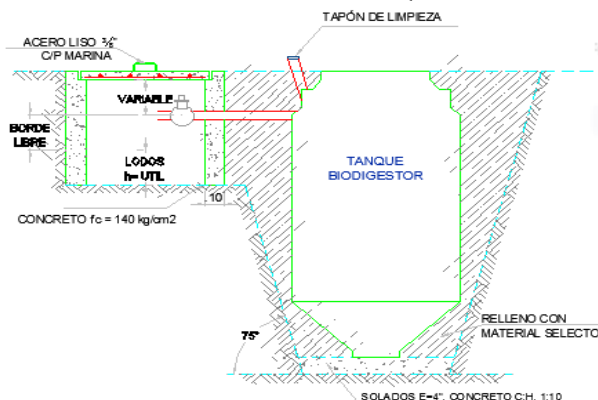 TAPÓN DE LIMPIEZA
ACERO LISO ⅜"
C/P MARINA
VARIABLE
BORDE
LIBRE
LODOS
h= UTIL
10
CONCRETO fc = 140 kg/cm2
TANQUE
BIODIGESTOR
RELLENO CON
MATERIAL SELECTO
75°
SOLADOS E=4", CONCRETO C:H, 1:10